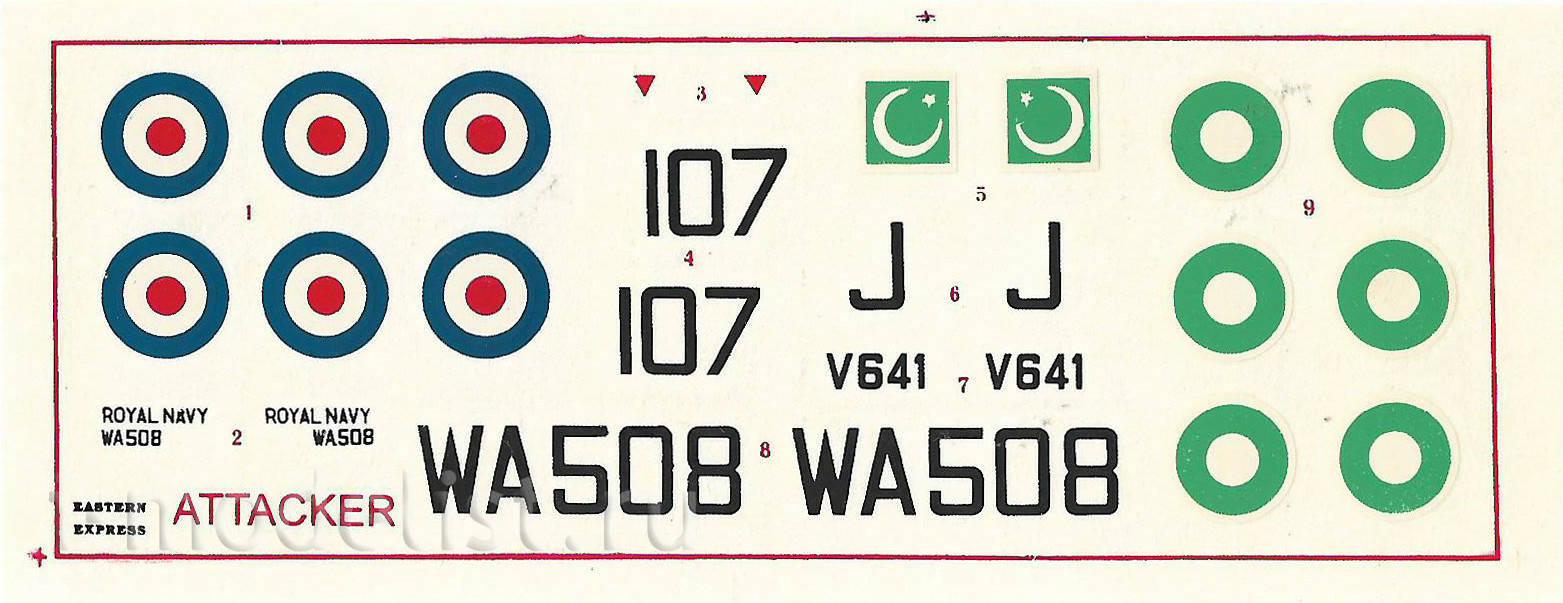 3
107
1
5
9
4
107
J J
6
V641 7 V641
ROYAL NAVY
WA508
2
ROYAL NAVY
WA508
WA508 8 WA508
EASTERN
EXPRESS
ATTACKER
i-modelist.ru